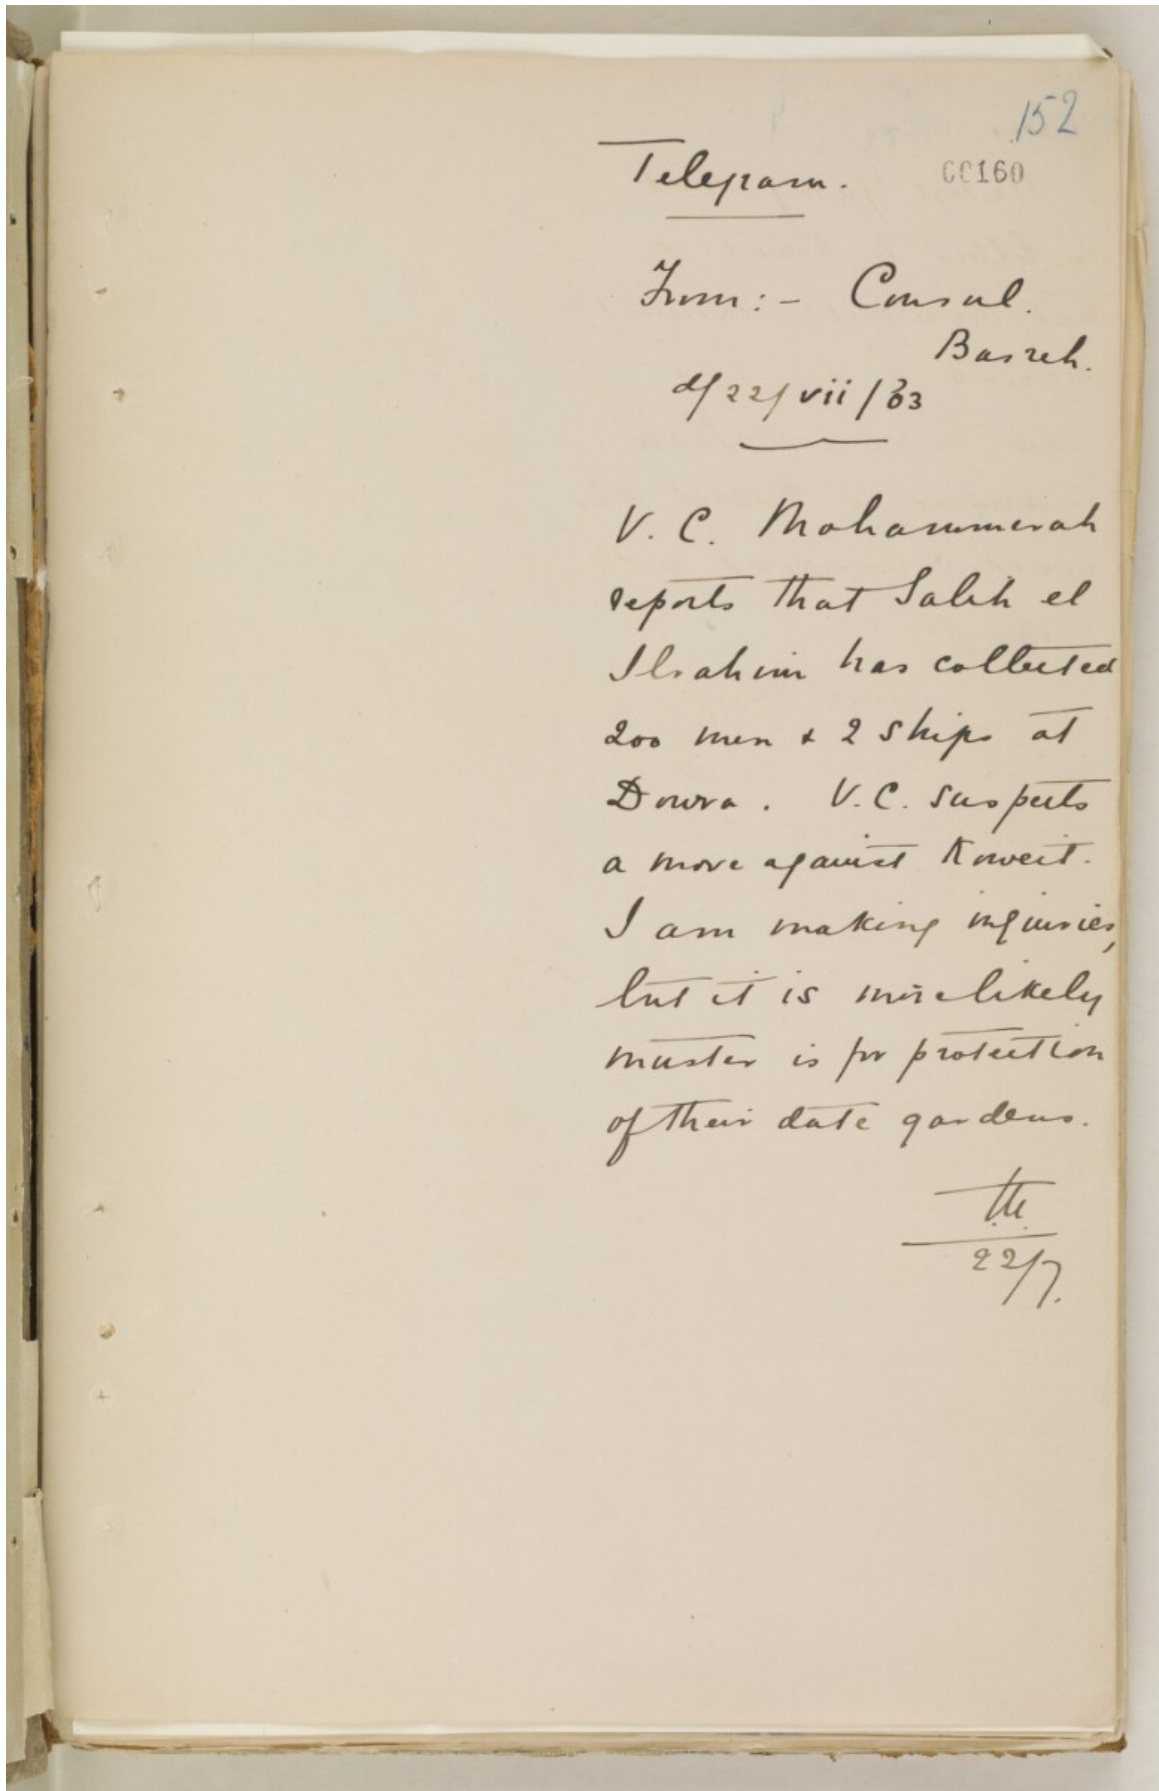 152
00160
Telegram.
From:- Consul.
Basreh.
d/22/vii/03
V. C. Mohammerah
reports that Salih el
Ibrahim has collected
200 men & 2 ships at
Dowra. V.C. suspects
a move against Koweit.
I am making inquiries,
but it is more likely
muster is for protection
of their date gardens.
22/7.